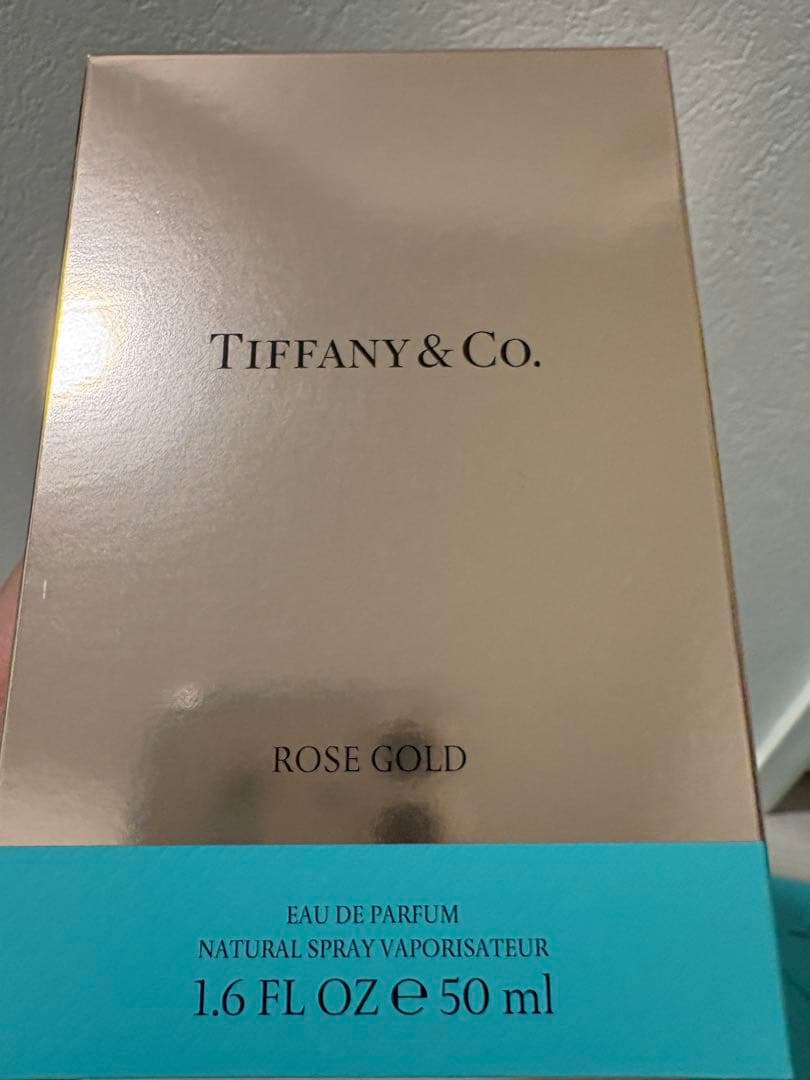 TIFFANY & CO.
ROSE GOLD
EAU DE PARFUM
NATURAL SPRAY VAPORISATEUR
1.6 FL OZ ℮ 50 ml